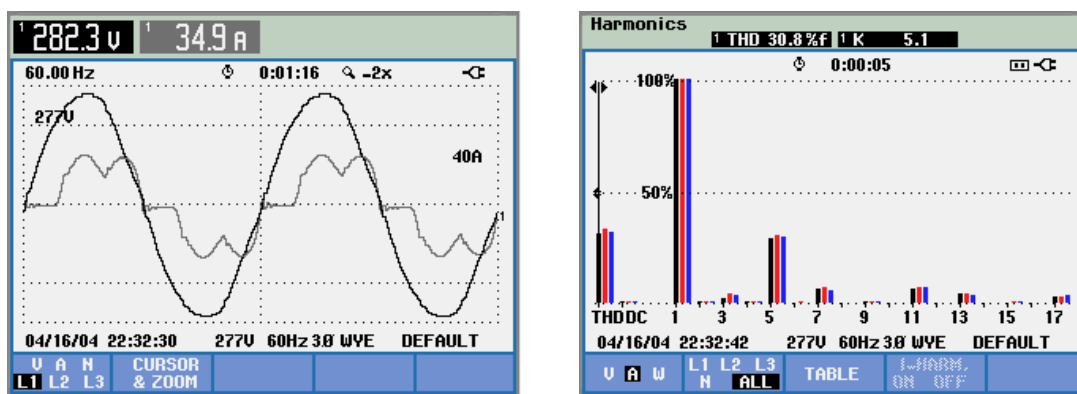 1 282.3 V 1 34.9 A
60.00 Hz 0:01:16 -2x
277V
40A
1
04/16/04 22:32:30 277V 60Hz 3Ø WYE DEFAULT
V A N CURSOR
L1 L2 L3 & ZOOM
Harmonics
1 THD 30.8 %f 1 K 5.1
0:00:05
100%
50%
THD DC 1 3 5 7 9 11 13 15 17
04/16/04 22:32:42 277V 60Hz 3Ø WYE DEFAULT
V A W L1 L2 L3 TABLE I-HARM.
N ALL ON OFF